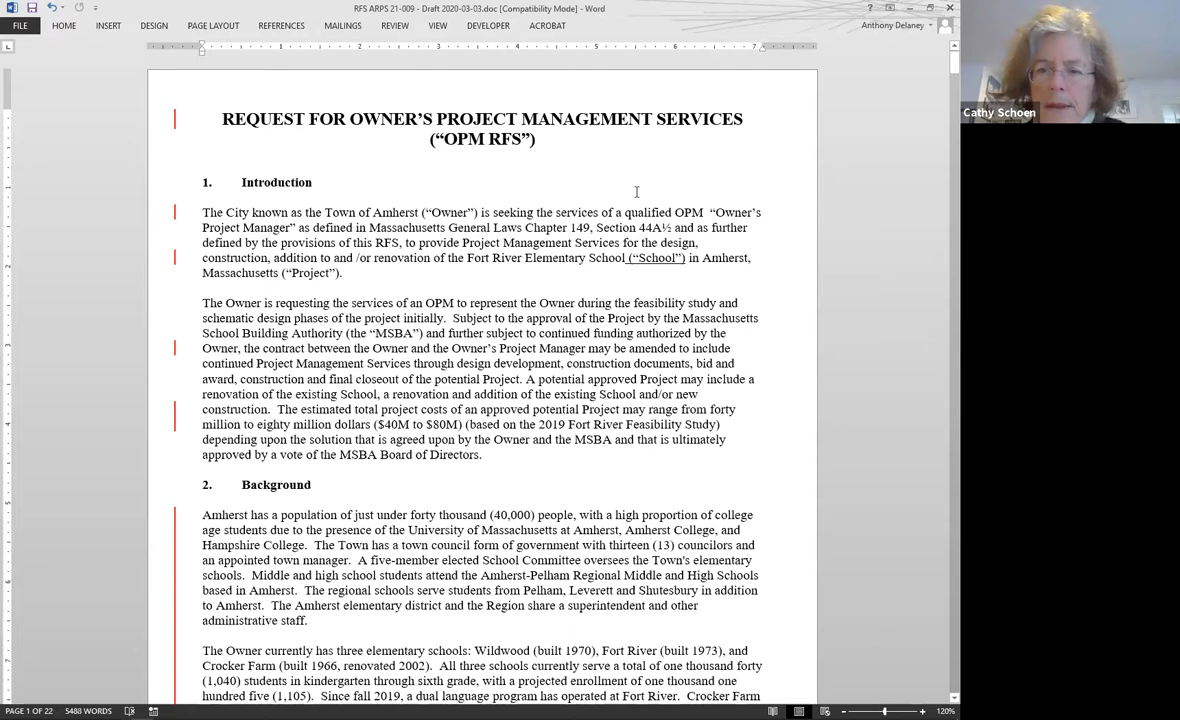 RFS ARPS 21-009 - Draft 2020-03-03.doc [Compatibility Mode] - Word
FILE HOME INSERT DESIGN PAGE LAYOUT REFERENCES MAILINGS REVIEW VIEW DEVELOPER ACROBAT Anthony Delaney
1 2 3 4 5 6 7
Cathy Schoen
REQUEST FOR OWNER'S PROJECT MANAGEMENT SERVICES
(“OPM RFS”)
1. Introduction
The City known as the Town of Amherst (“Owner”) is seeking the services of a qualified OPM “Owner’s
Project Manager” as defined in Massachusetts General Laws Chapter 149, Section 44A½ and as further
defined by the provisions of this RFS, to provide Project Management Services for the design,
construction, addition to and /or renovation of the Fort River Elementary School (“School”) in Amherst,
Massachusetts (“Project”).
The Owner is requesting the services of an OPM to represent the Owner during the feasibility study and
schematic design phases of the project initially. Subject to the approval of the Project by the Massachusetts
School Building Authority (the “MSBA”) and further subject to continued funding authorized by the
Owner, the contract between the Owner and the Owner’s Project Manager may be amended to include
continued Project Management Services through design development, construction documents, bid and
award, construction and final closeout of the potential Project. A potential approved Project may include a
renovation of the existing School, a renovation and addition of the existing School and/or new
construction. The estimated total project costs of an approved potential Project may range from forty
million to eighty million dollars ($40M to $80M) (based on the 2019 Fort River Feasibility Study)
depending upon the solution that is agreed upon by the Owner and the MSBA and that is ultimately
approved by a vote of the MSBA Board of Directors.
2. Background
Amherst has a population of just under forty thousand (40,000) people, with a high proportion of college
age students due to the presence of the University of Massachusetts at Amherst, Amherst College, and
Hampshire College. The Town has a town council form of government with thirteen (13) councilors and
an appointed town manager. A five-member elected School Committee oversees the Town's elementary
schools. Middle and high school students attend the Amherst-Pelham Regional Middle and High Schools
based in Amherst. The regional schools serve students from Pelham, Leverett and Shutesbury in addition
to Amherst. The Amherst elementary district and the Region share a superintendent and other
administrative staff.
The Owner currently has three elementary schools: Wildwood (built 1970), Fort River (built 1973), and
Crocker Farm (built 1966, renovated 2002). All three schools currently serve a total of one thousand forty
(1,040) students in kindergarten through sixth grade, with a projected enrollment of one thousand one
hundred five (1,105). Since fall 2019, a dual language program has operated at Fort River. Crocker Farm
PAGE 1 OF 22 5488 WORDS 120%